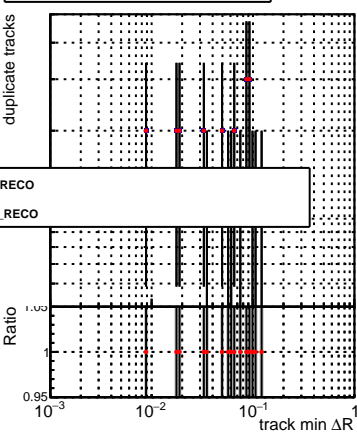 duplicate tracks
RECO
_RECO
1.05
Ratio
1
0.95
10⁻³ 10⁻² 10⁻¹ 1
track min ΔR